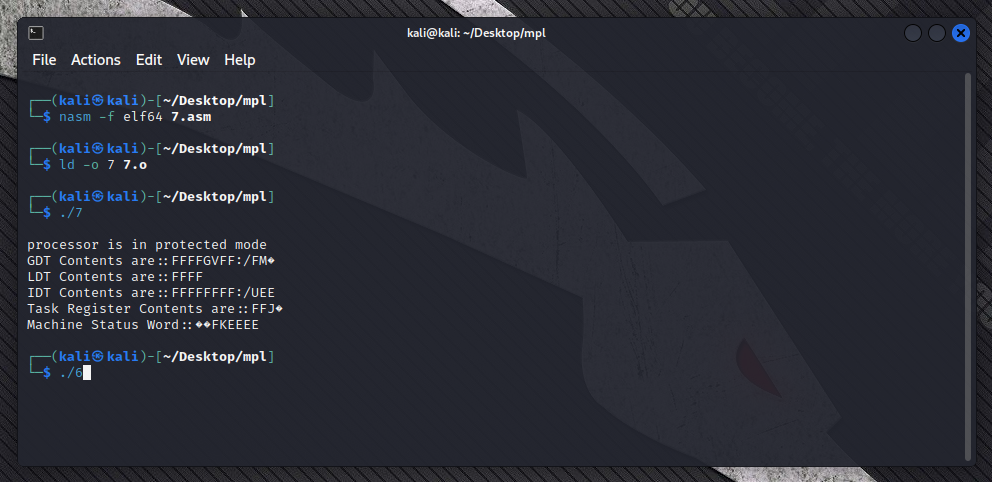 kali@kali: ~/Desktop/mpl
File Actions Edit View Help
┌──(kali㉿kali)-[~/Desktop/mpl]
└─$ nasm -f elf64 7.asm
┌──(kali㉿kali)-[~/Desktop/mpl]
└─$ ld -o 7 7.o
┌──(kali㉿kali)-[~/Desktop/mpl]
└─$ ./7
processor is in protected mode
GDT Contents are::FFFFGVFF:/FM�
LDT Contents are::FFFF
IDT Contents are::FFFFFFFF:/UEE
Task Register Contents are::FFJ�
Machine Status Word::��FKEEEE
┌──(kali㉿kali)-[~/Desktop/mpl]
└─$ ./6